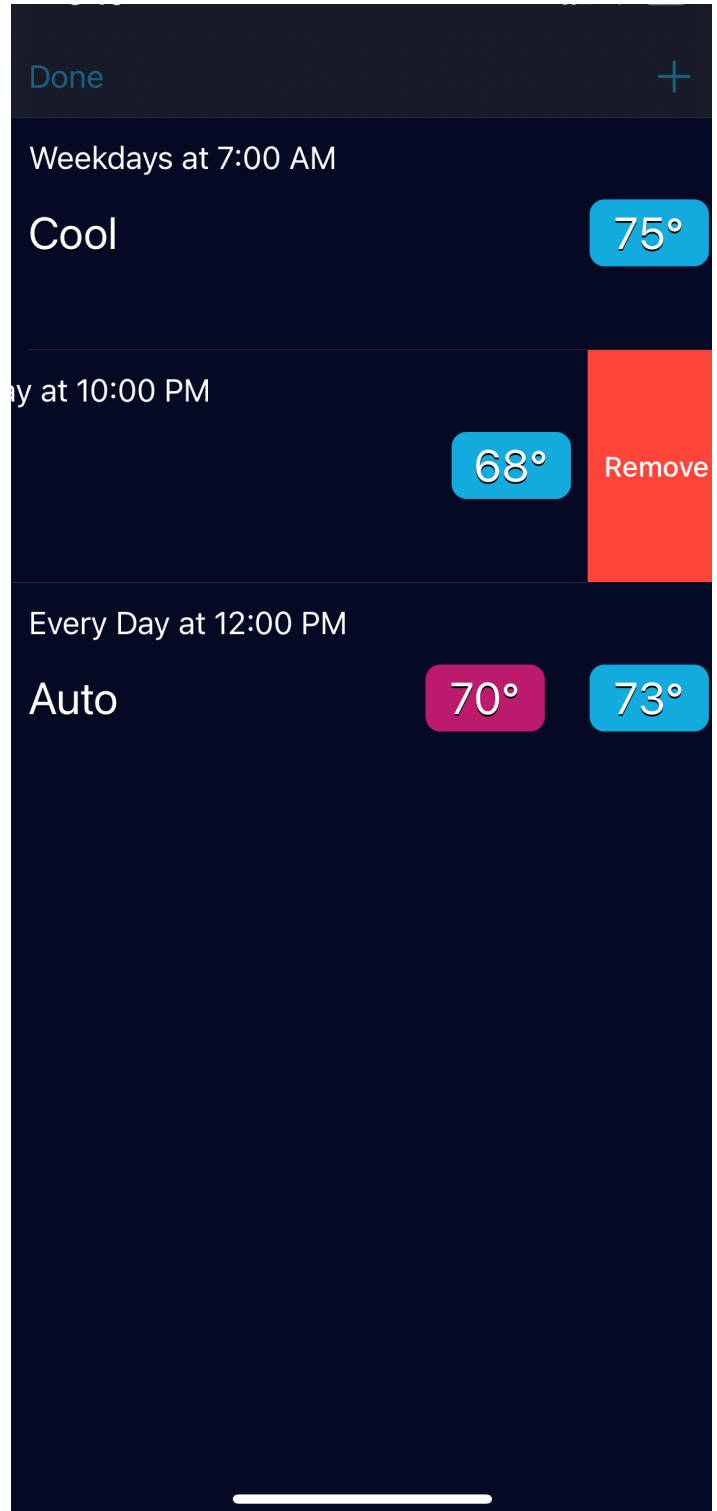 Done +
Weekdays at 7:00 AM
Cool 75°
at 10:00 PM
68° Remove
Every Day at 12:00 PM
Auto 70° 73°